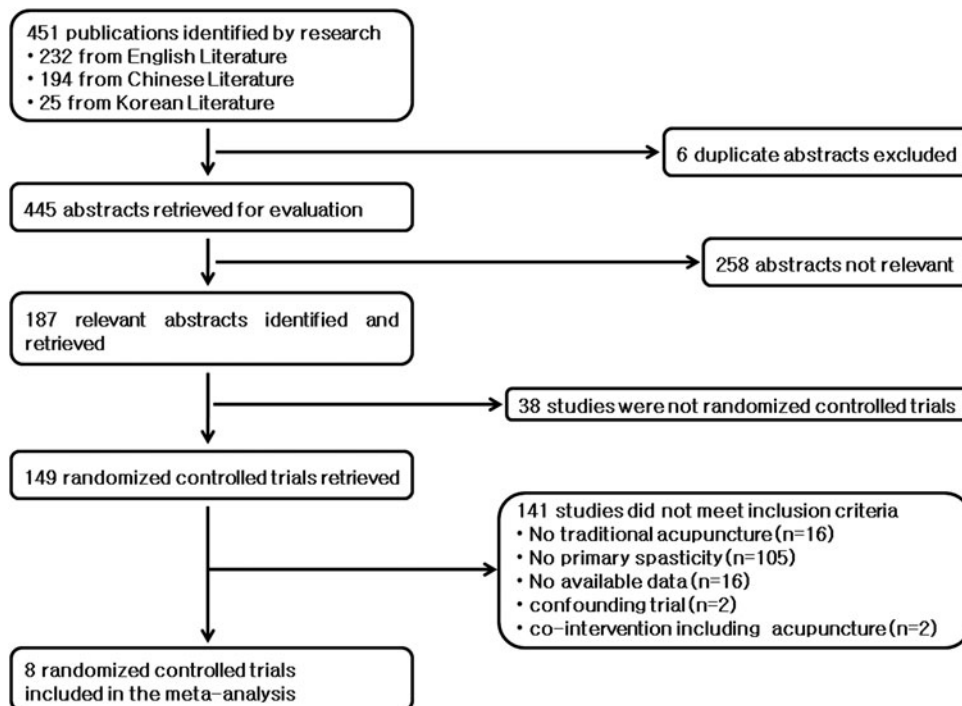 451 publications identified by research
• 232 from English Literature
• 194 from Chinese Literature
• 25 from Korean Literature
6 duplicate abstracts excluded
445 abstracts retrieved for evaluation
258 abstracts not relevant
187 relevant abstracts identified and
retrieved
38 studies were not randomized controlled trials
149 randomized controlled trials retrieved
141 studies did not meet inclusion criteria
• No traditional acupuncture(n=16)
• No primary spasticity(n=105)
• No available data(n=16)
• confounding trial(n=2)
• co-intervention including acupuncture(n=2)
8 randomized controlled trials
included in the meta-analysis